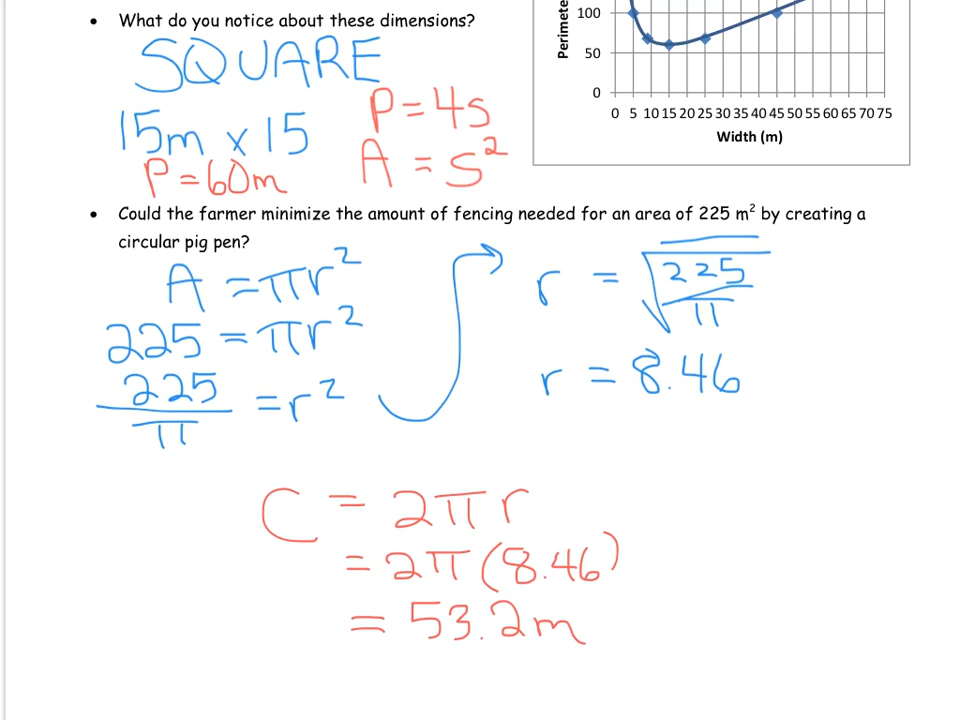 • What do you notice about these dimensions?
SQUARE
15m x 15
P = 60m
P = 4s
A = s²
Perimete
100
50
0
0 5 10 15 20 25 30 35 40 45 50 55 60 65 70 75
Width (m)
• Could the farmer minimize the amount of fencing needed for an area of 225 m² by creating a
circular pig pen?
A = πr²
225 = πr²
225/π = r²
r = √(225/π)
r = 8.46
C = 2πr
= 2π(8.46)
= 53.2m